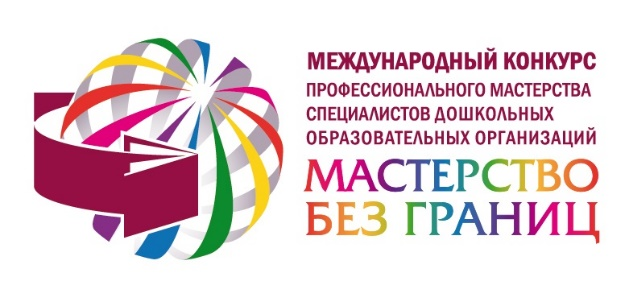 МЕЖДУНАРОДНЫЙ КОНКУРС
ПРОФЕССИОНАЛЬНОГО МАСТЕРСТВА
СПЕЦИАЛИСТОВ ДОШКОЛЬНЫХ
ОБРАЗОВАТЕЛЬНЫХ ОРГАНИЗАЦИЙ
МАСТЕРСТВО
БЕЗ ГРАНИЦ